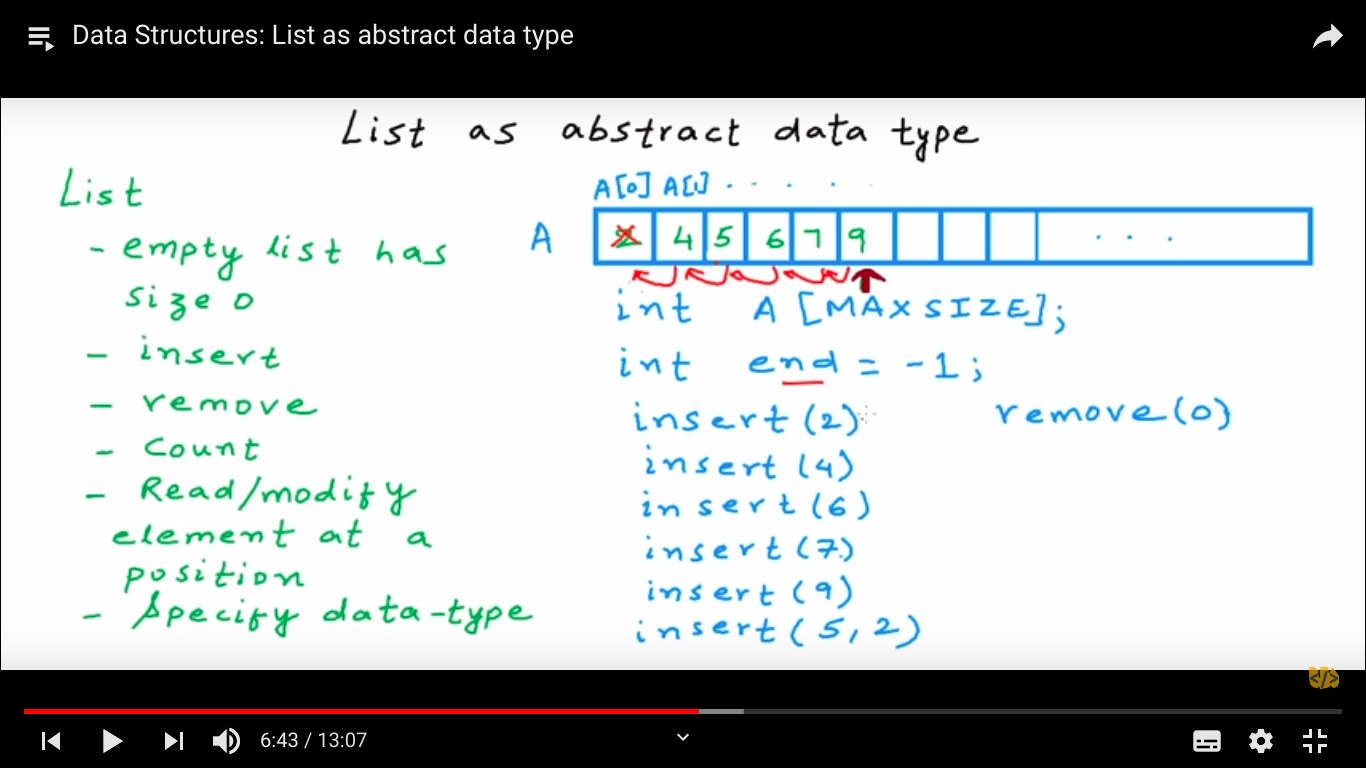 Data Structures: List as abstract data type
List as abstract data type
List
- empty list has
size 0
- insert
- remove
- Count
- Read/modify
element at a
position
- Specify data-type
A[0] A[1] . . . .
A 2 4 5 6 7 9 . . .
int A [MAXSIZE];
int end = -1;
insert (2)
insert (4)
insert (6)
insert (7)
insert (9)
insert (5, 2)
remove(0)
</>
6:43 / 13:07